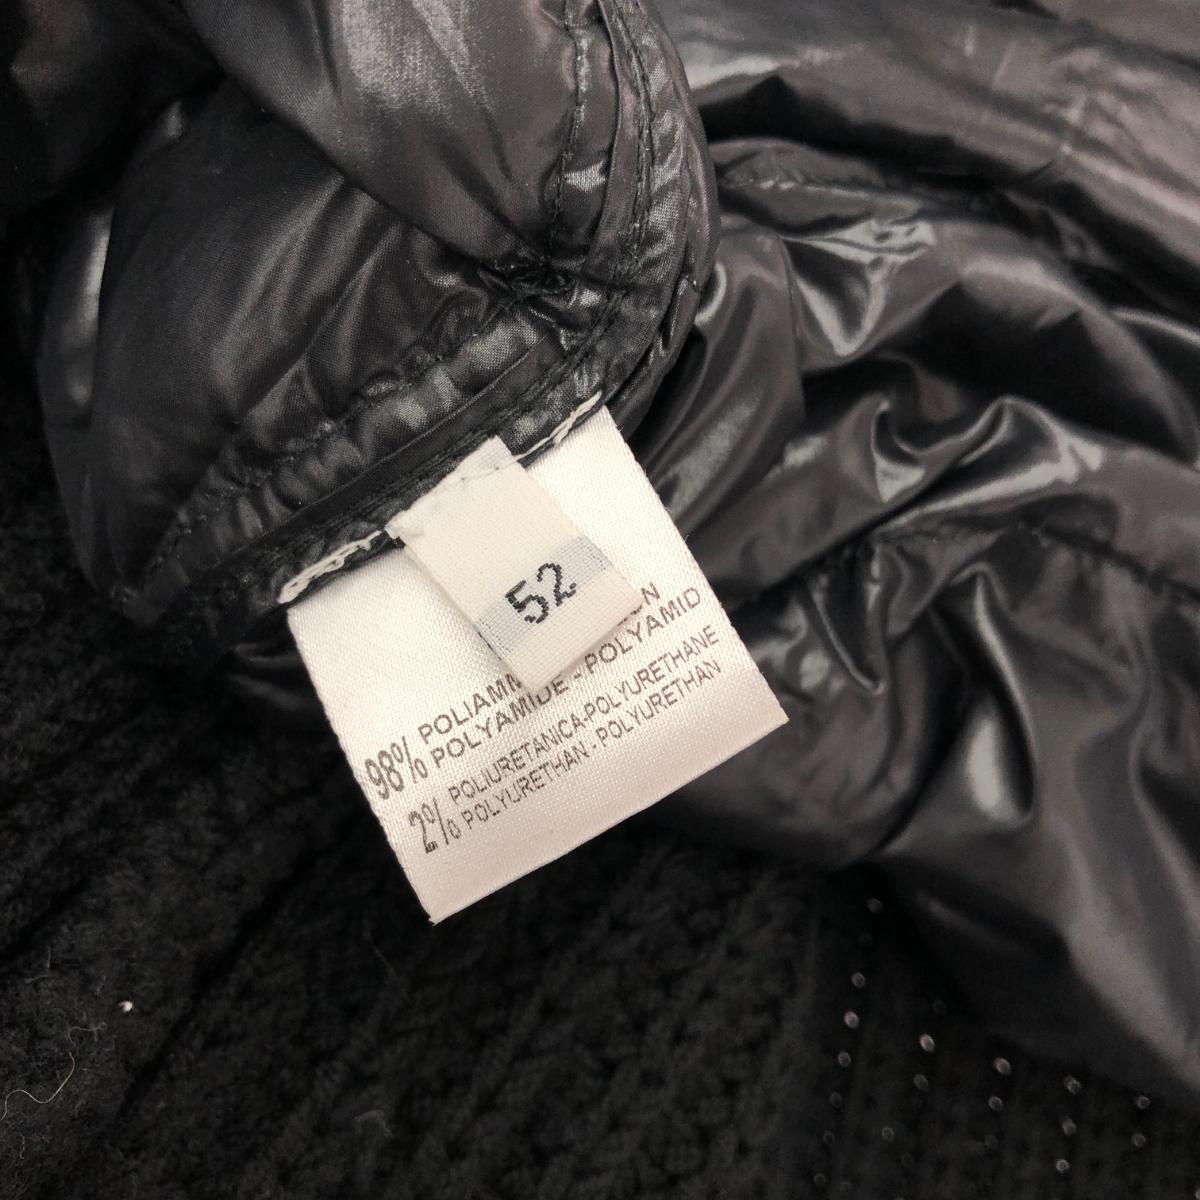 52
98% POLIAMM
POLYAMIDE - POLYAMID
2% POLIURETANICA-POLYURETHANE
POLYURETHAN - POLYURETHAN